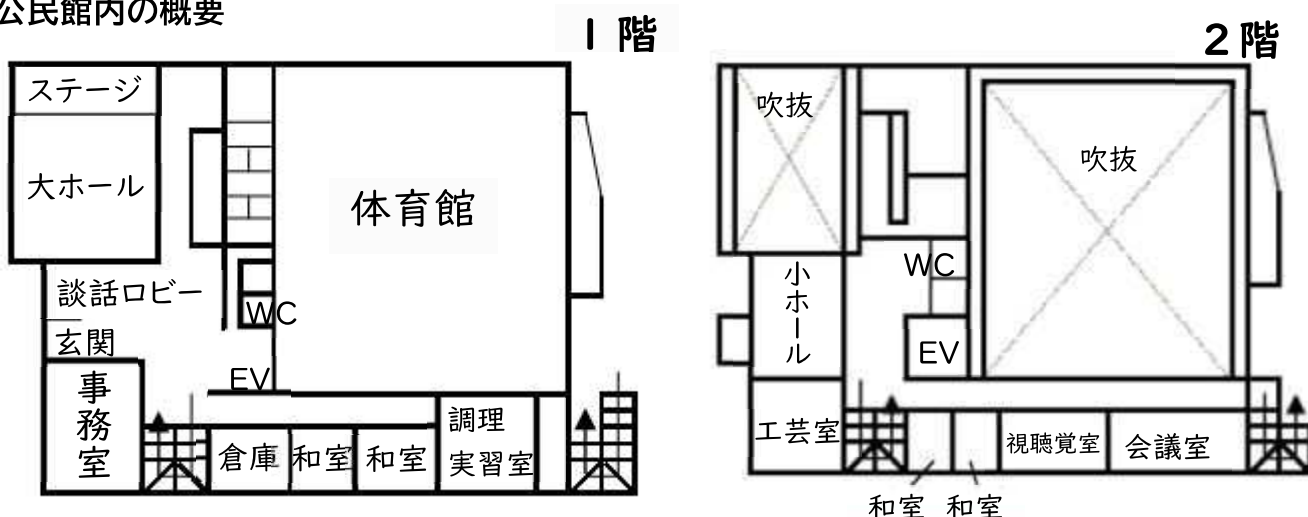 公民館内の概要
1階
2階
ステージ
大ホール
体育館
談話ロビー
玄関
WC
EV
事務室
倉庫
和室
和室
調理
実習室
吹抜
吹抜
小ホール
WC
EV
工芸室
視聴覚室
会議室
和室
和室